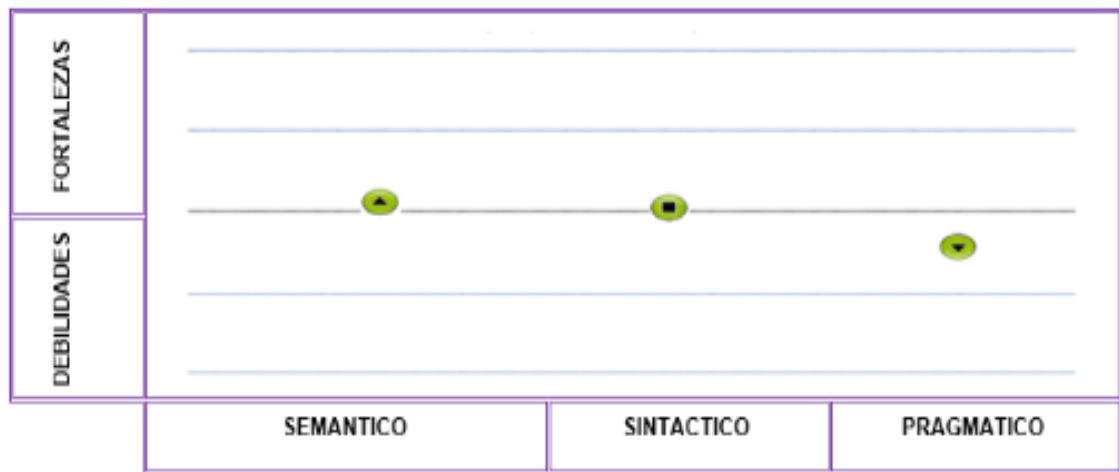 FORTALEZAS
DEBILIDADES
SEMANTICO
SINTACTICO
PRAGMATICO